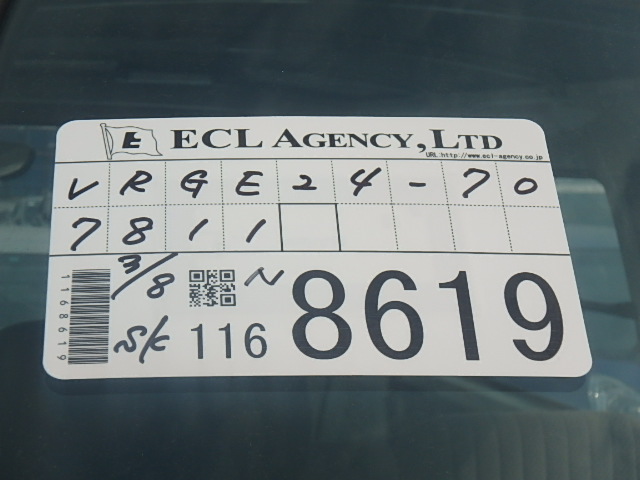 E ECL AGENCY, LTD
URL:http://www.ecl-agency.co.jp
VRGE24-70
7811
3/8 N
S/K 116 8619
1168619